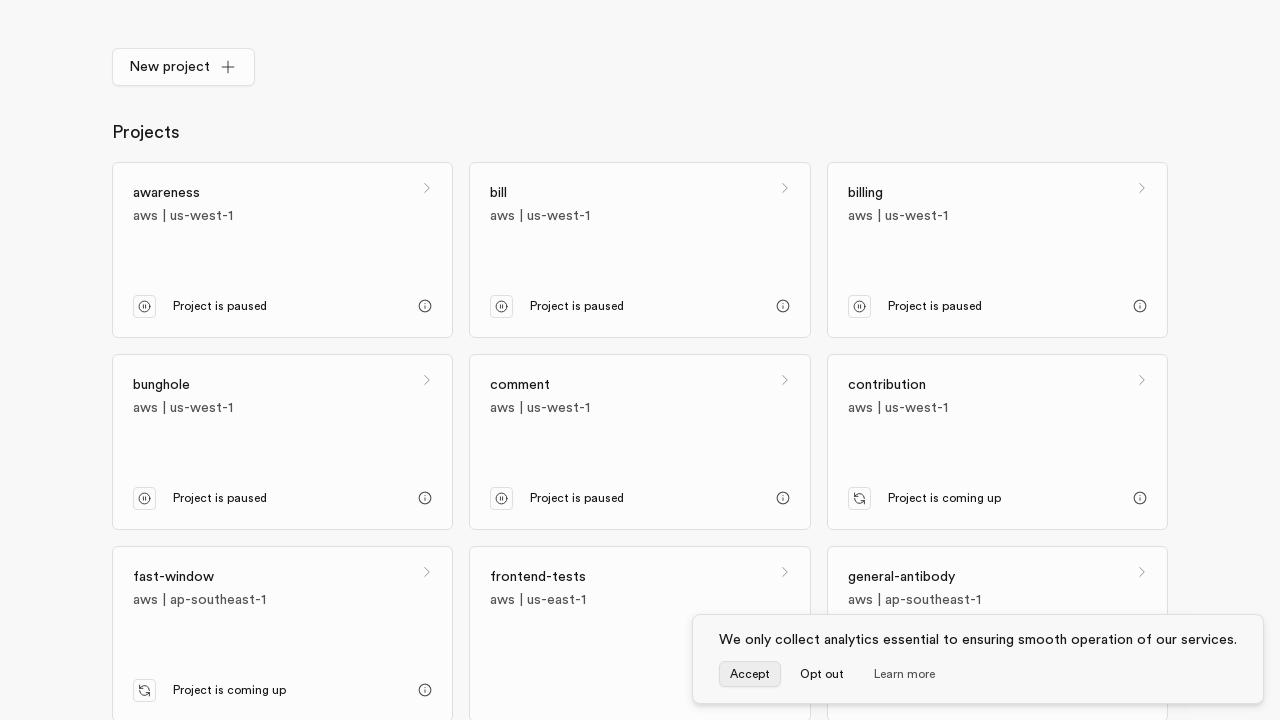 New project
Projects
awareness
aws | us-west-1
Project is paused
bill
aws | us-west-1
Project is paused
billing
aws | us-west-1
Project is paused
bunghole
aws | us-west-1
Project is paused
comment
aws | us-west-1
Project is paused
contribution
aws | us-west-1
Project is coming up
fast-window
aws | ap-southeast-1
Project is coming up
frontend-tests
aws | us-east-1
general-antibody
aws | ap-southeast-1
We only collect analytics essential to ensuring smooth operation of our services.
Accept
Opt out
Learn more